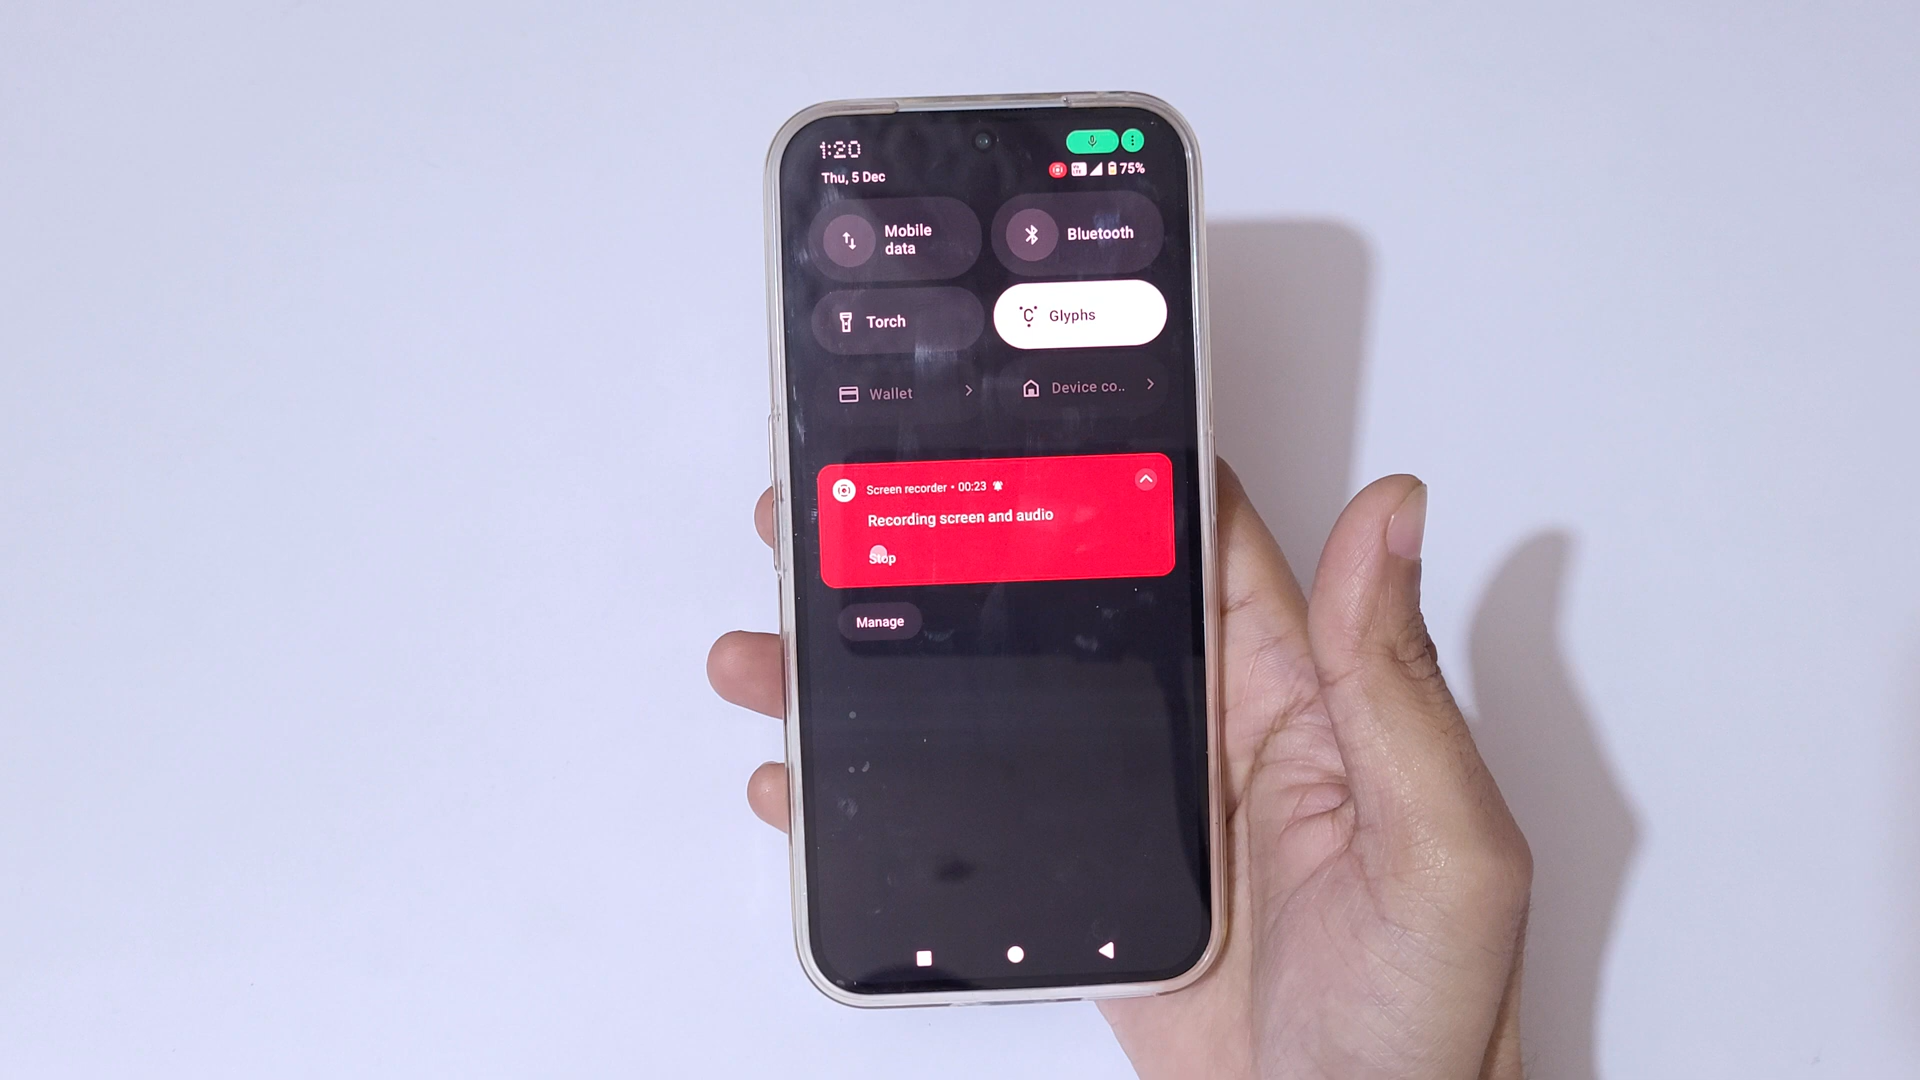 1:20
Thu, 5 Dec
75%
Mobile
data
Bluetooth
Torch
Glyphs
Wallet
Device co..
Screen recorder • 00:23
Recording screen and audio
Stop
Manage